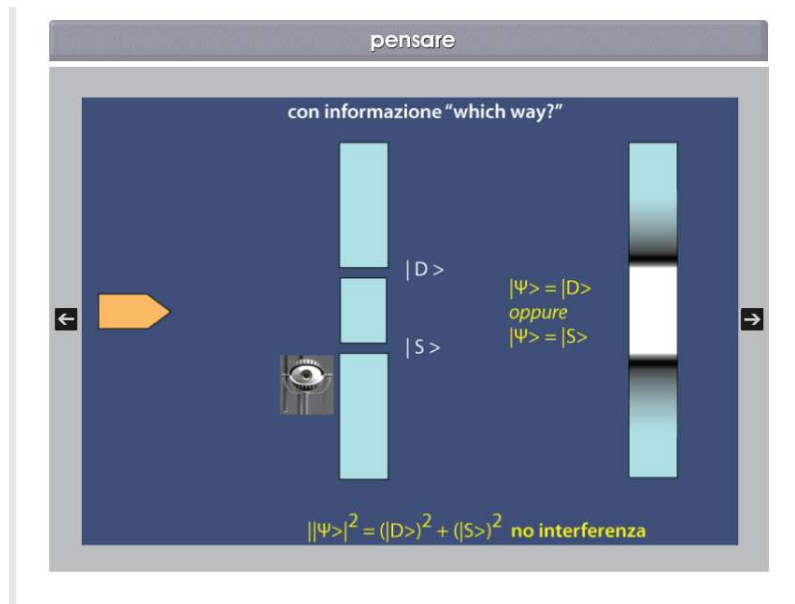 pensare
con informazione "which way?"
|D>
|S>
|Ψ> = |D>
oppure
|Ψ> = |S>
||Ψ>|² = (|D>)² + (|S>)² no interferenza